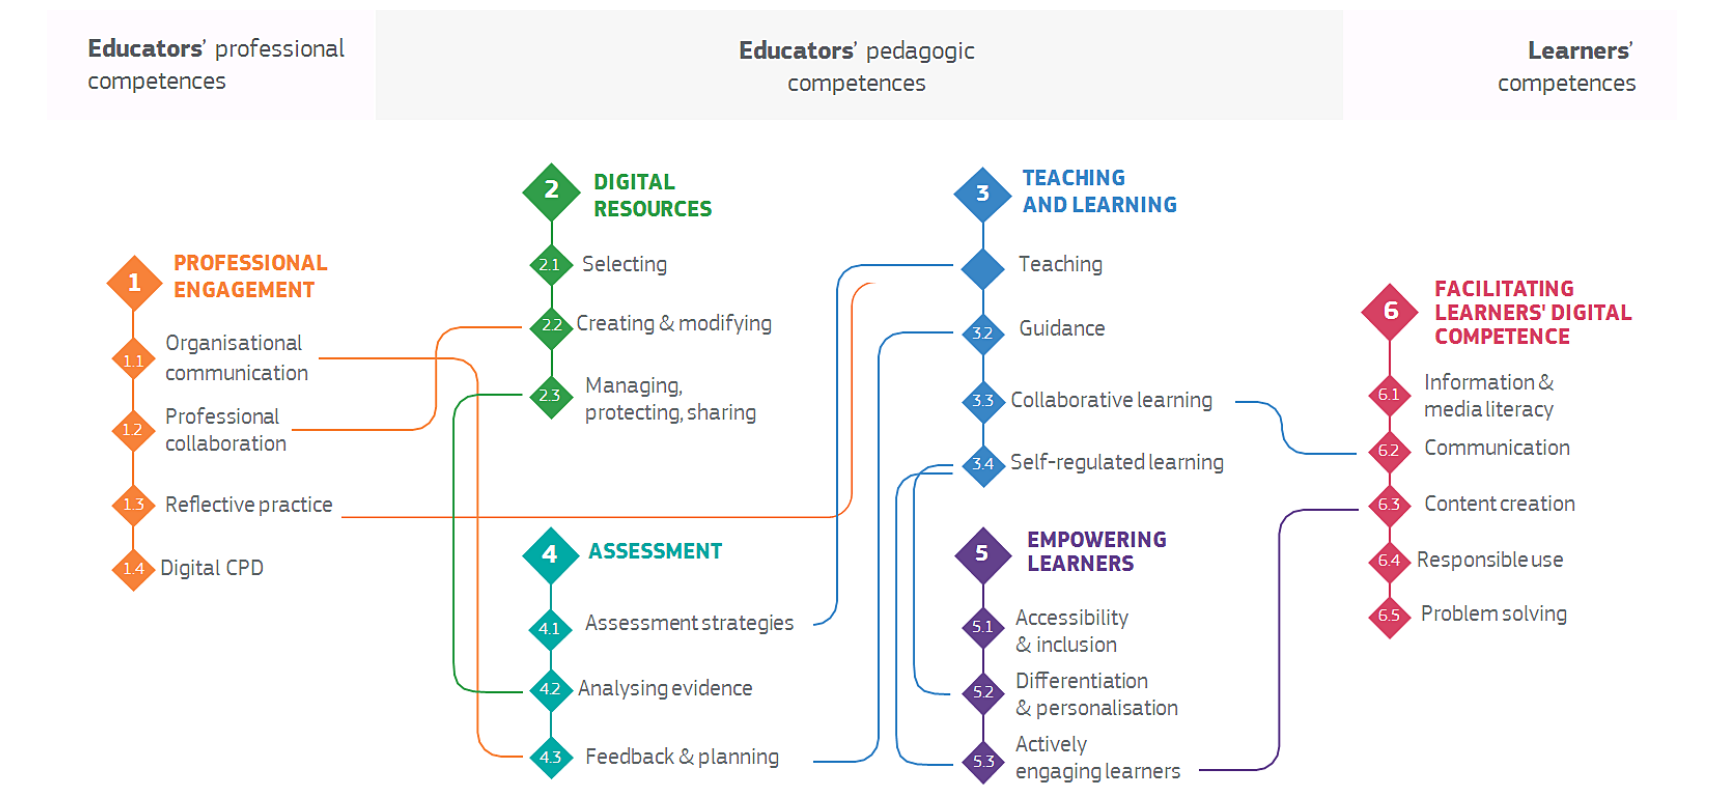 Educators’ professional
competences
Educators’ pedagogic
competences
Learners’
competences
1
PROFESSIONAL
ENGAGEMENT
1.1
Organisational
communication
1.2
Professional
collaboration
1.3
Reflective practice
1.4
Digital CPD
2
DIGITAL
RESOURCES
2.1
Selecting
2.2
Creating & modifying
2.3
Managing,
protecting, sharing
4
ASSESSMENT
4.1
Assessment strategies
4.2
Analysing evidence
4.3
Feedback & planning
3
TEACHING
AND LEARNING
Teaching
3.2
Guidance
3.3
Collaborative learning
3.4
Self-regulated learning
5
EMPOWERING
LEARNERS
5.1
Accessibility
& inclusion
5.2
Differentiation
& personalisation
5.3
Actively
engaging learners
6
FACILITATING
LEARNERS' DIGITAL
COMPETENCE
6.1
Information &
media literacy
6.2
Communication
6.3
Content creation
6.4
Responsible use
6.5
Problem solving